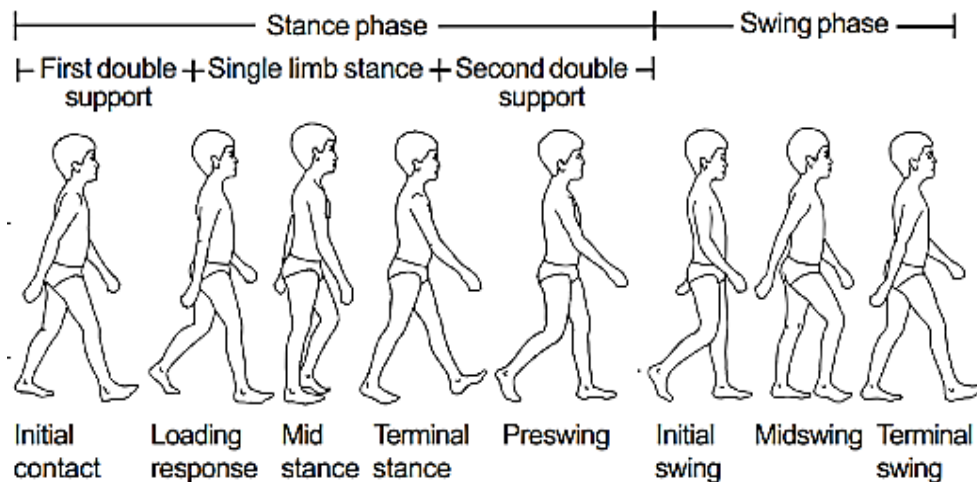 Stance phase
Swing phase
First double support
Single limb stance
Second double support
Initial contact
Loading response
Mid stance
Terminal stance
Preswing
Initial swing
Midswing
Terminal swing